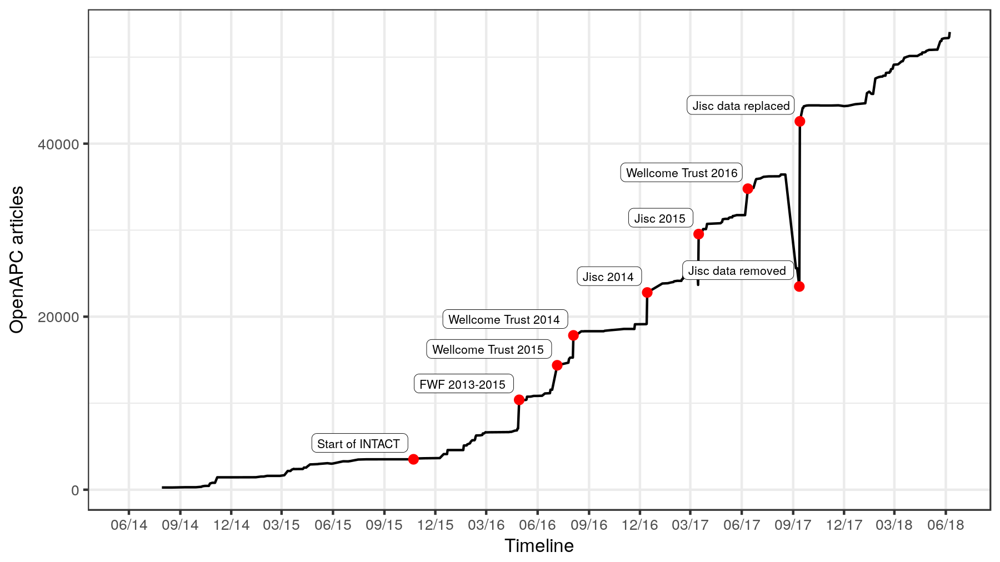 Jisc data replaced
40000
Wellcome Trust 2016
Jisc 2015
Jisc data removed
Jisc 2014
Wellcome Trust 2014
20000
Wellcome Trust 2015
FWF 2013-2015
Start of INTACT
0
OpenAPC articles
06/14 09/14 12/14 03/15 06/15 09/15 12/15 03/16 06/16 09/16 12/16 03/17 06/17 09/17 12/17 03/18 06/18
Timeline